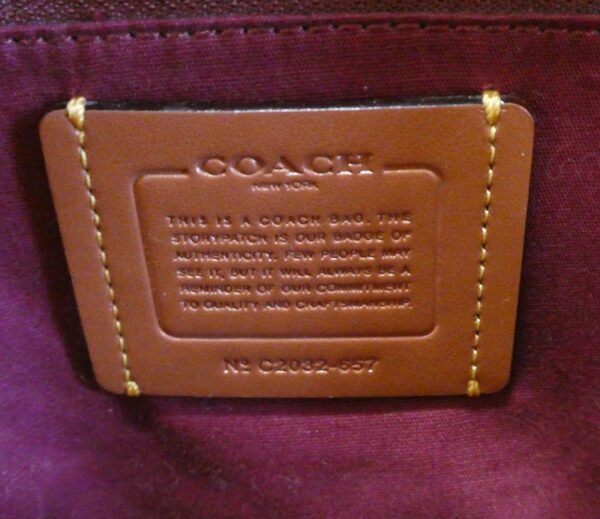 COACH
NEW YORK
THIS IS A COACH BAG. THE
STORYPATCH IS OUR BADGE OF
AUTHENTICITY. FEW PEOPLE MAY
SEE IT, BUT IT WILL ALWAYS BE A
REMINDER OF OUR COMMITMENT
TO QUALITY AND CRAFTSMANSHIP.
Nº C2032-657